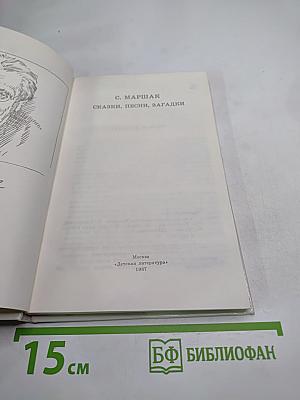 С. МАРШАК
СКАЗКИ, ПЕСНИ, ЗАГАДКИ
Москва
«Детская литература»
1987
15 см
БФ БИБЛИОФАН